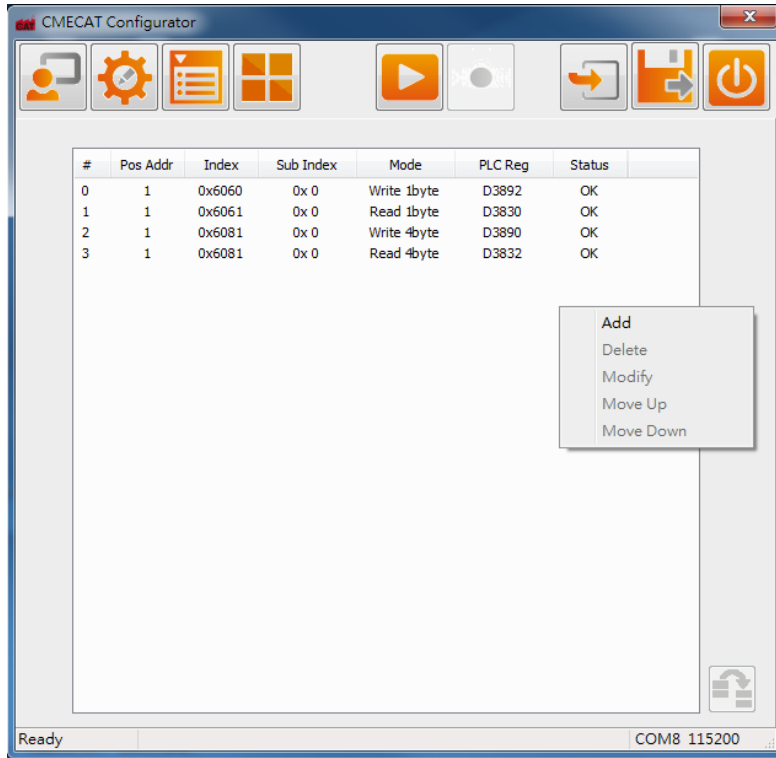 CAT CMECAT Configurator
x
# Pos Addr Index Sub Index Mode PLC Reg Status
0 1 0x6060 0x 0 Write 1byte D3892 OK
1 1 0x6061 0x 0 Read 1byte D3830 OK
2 1 0x6081 0x 0 Write 4byte D3890 OK
3 1 0x6081 0x 0 Read 4byte D3832 OK
Add
Delete
Modify
Move Up
Move Down
Ready COM8 115200